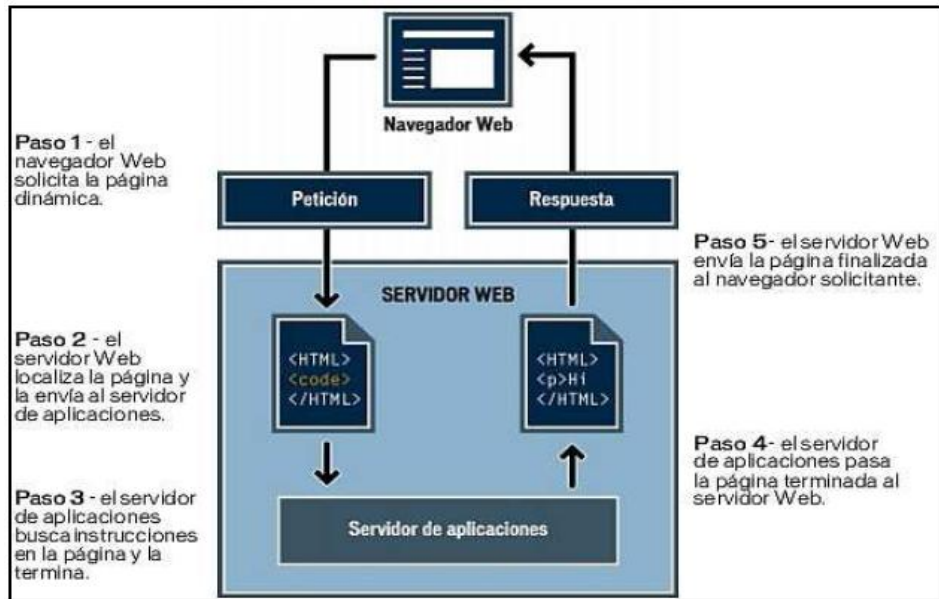 Navegador Web
Paso 1 - el
navegador Web
solicita la página
dinámica.
Petición
Respuesta
Paso 5- el servidor Web
envía la página finalizada
al navegador solicitante.
SERVIDOR WEB
Paso 2 - el
servidor Web
localiza la página y
la envía al servidor
de aplicaciones.
<HTML>
<code>
</HTML>
<HTML>
<p>Hi
</HTML>
Paso 4- el servidor
de aplicaciones pasa
la página terminada al
servidor Web.
Paso 3 - el servidor
de aplicaciones
busca instrucciones
en la página y la
termina.
Servidor de aplicaciones